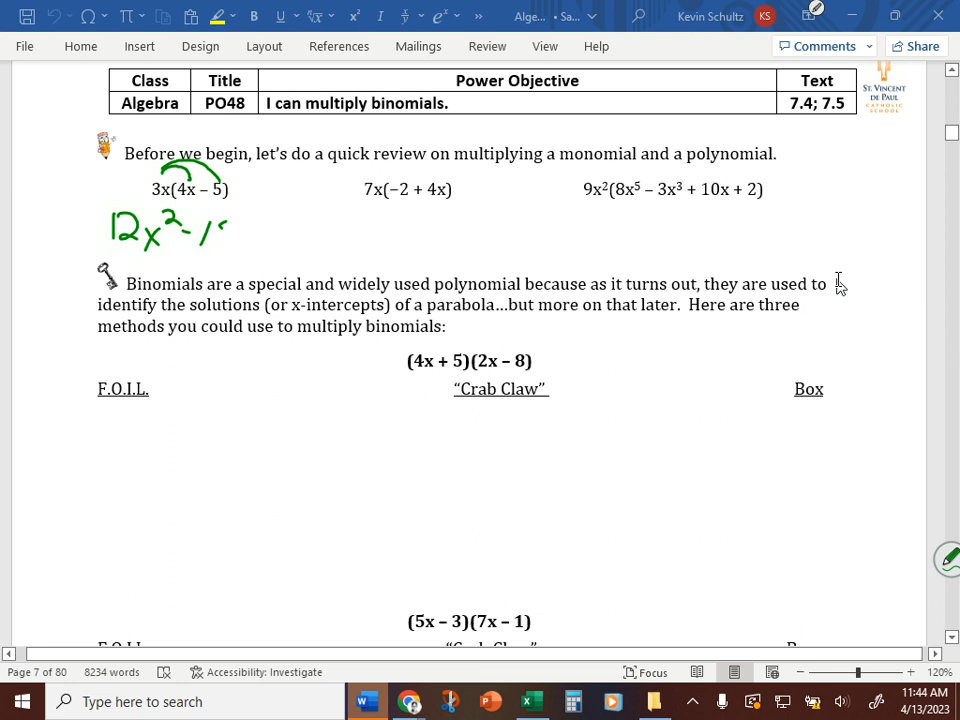 Alge... • Sa...
Kevin Schultz
KS
File Home Insert Design Layout References Mailings Review View Help Comments Share
Class Title Power Objective Text
Algebra PO48 I can multiply binomials. 7.4; 7.5
ST. VINCENT
DE PAUL
CATHOLIC SCHOOL
Before we begin, let's do a quick review on multiplying a monomial and a polynomial.
3x(4x – 5) 7x(−2 + 4x) 9x²(8x⁵ – 3x³ + 10x + 2)
12x² - 1
Binomials are a special and widely used polynomial because as it turns out, they are used to
identify the solutions (or x-intercepts) of a parabola…but more on that later. Here are three
methods you could use to multiply binomials:
(4x + 5)(2x – 8)
F.O.I.L. "Crab Claw" Box
(5x – 3)(7x – 1)
Page 7 of 80 8234 words Accessibility: Investigate Focus 120%
Type here to search
11:44 AM
4/13/2023